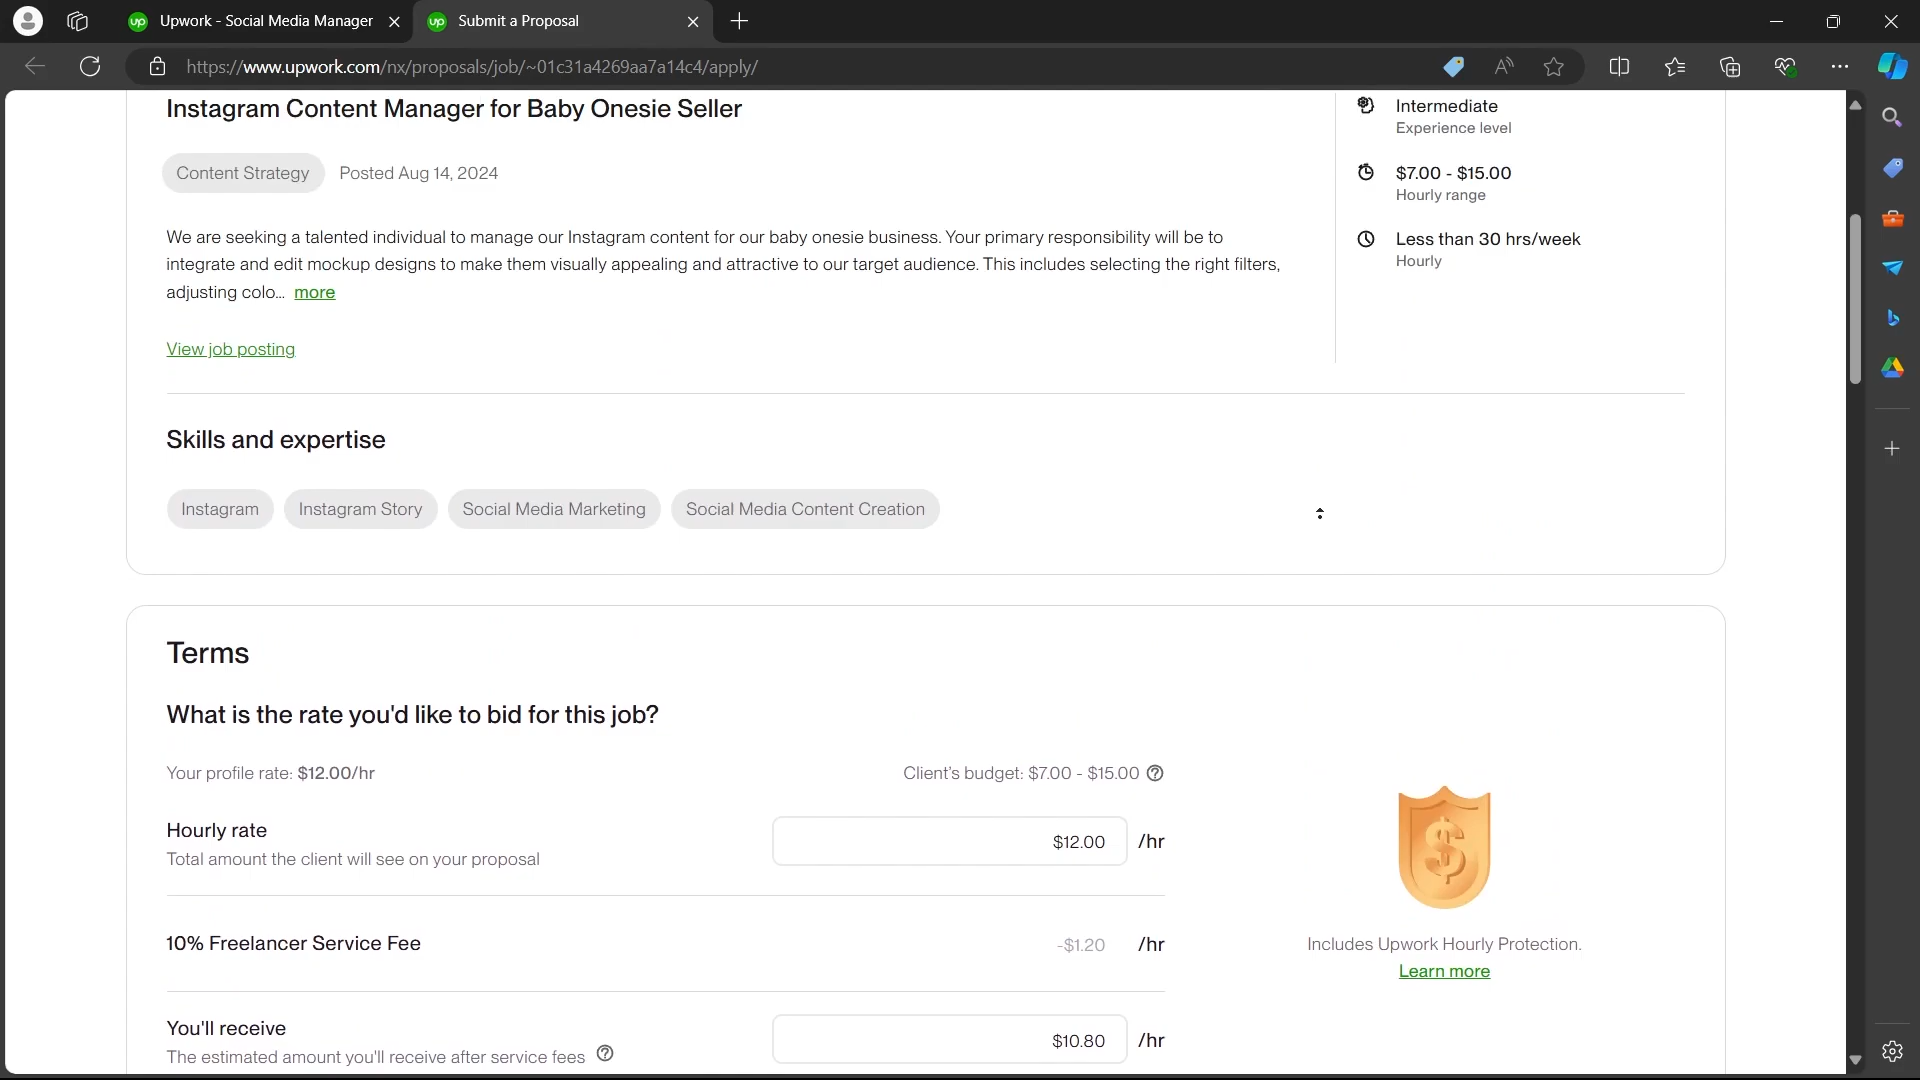 Upwork - Social Media Manager
Submit a Proposal
https://www.upwork.com/nx/proposals/job/~01c31a4269aa7a14c4/apply/
Instagram Content Manager for Baby Onesie Seller
Content Strategy
Posted Aug 14, 2024
We are seeking a talented individual to manage our Instagram content for our baby onesie business. Your primary responsibility will be to
integrate and edit mockup designs to make them visually appealing and attractive to our target audience. This includes selecting the right filters,
adjusting colo... more
View job posting
Intermediate
Experience level
$7.00 - $15.00
Hourly range
Less than 30 hrs/week
Hourly
Skills and expertise
Instagram
Instagram Story
Social Media Marketing
Social Media Content Creation
Terms
What is the rate you'd like to bid for this job?
Your profile rate: $12.00/hr
Client's budget: $7.00 - $15.00
Hourly rate
Total amount the client will see on your proposal
$12.00 /hr
10% Freelancer Service Fee
-$1.20 /hr
You'll receive
The estimated amount you'll receive after service fees
$10.80 /hr
Includes Upwork Hourly Protection.
Learn more